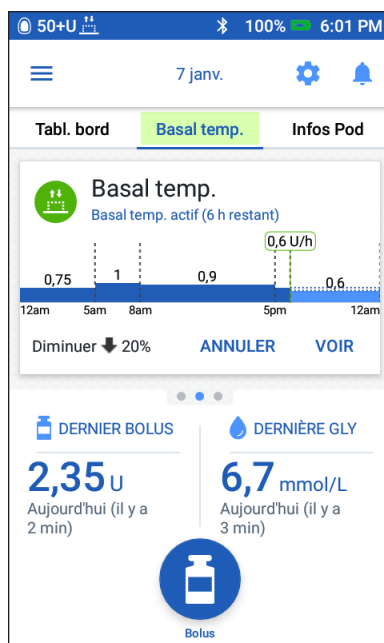 50+U 100% 6:01 PM
7 janv.
Tabl. bord Basal temp. Infos Pod
Basal temp.
Basal temp. actif (6 h restant)
0,6 U/h
0,75 1 0,9 0,6
12am 5am 8am 5pm 12am
Diminuer 20% ANNULER VOIR
DERNIER BOLUS
2,35 U
Aujourd'hui (il y a
2 min)
DERNIÈRE GLY
6,7 mmol/L
Aujourd'hui (il y a
3 min)
Bolus